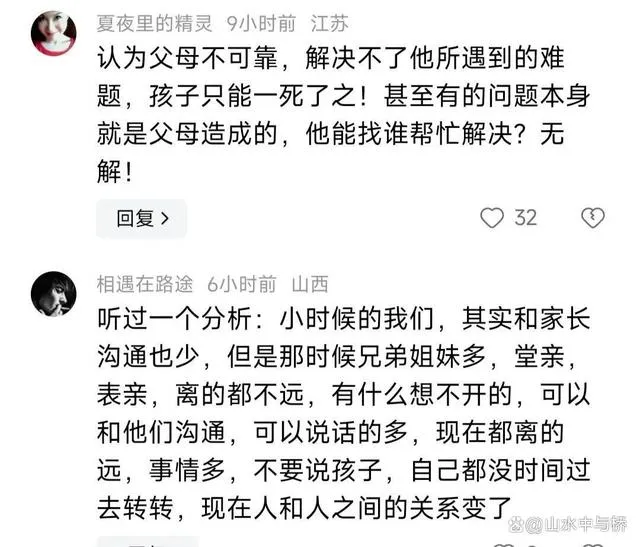 夏夜里的精灵 9小时前 江苏
认为父母不可靠，解决不了他所遇到的难
题，孩子只能一死了之！甚至有的问题本身
就是父母造成的，他能找谁帮忙解决？无
解！
回复 >
32
相遇在路途 6小时前 山西
听过一个分析：小时候的我们，其实和家长
沟通也少，但是那时候兄弟姐妹多，堂亲，
表亲，离的都不远，有什么想不开的，可以
和他们沟通，可以说话的多，现在都离的
远，事情多，不要说孩子，自己都没时间过
去转转，现在人和人之间的关系变了
@山水中与桥